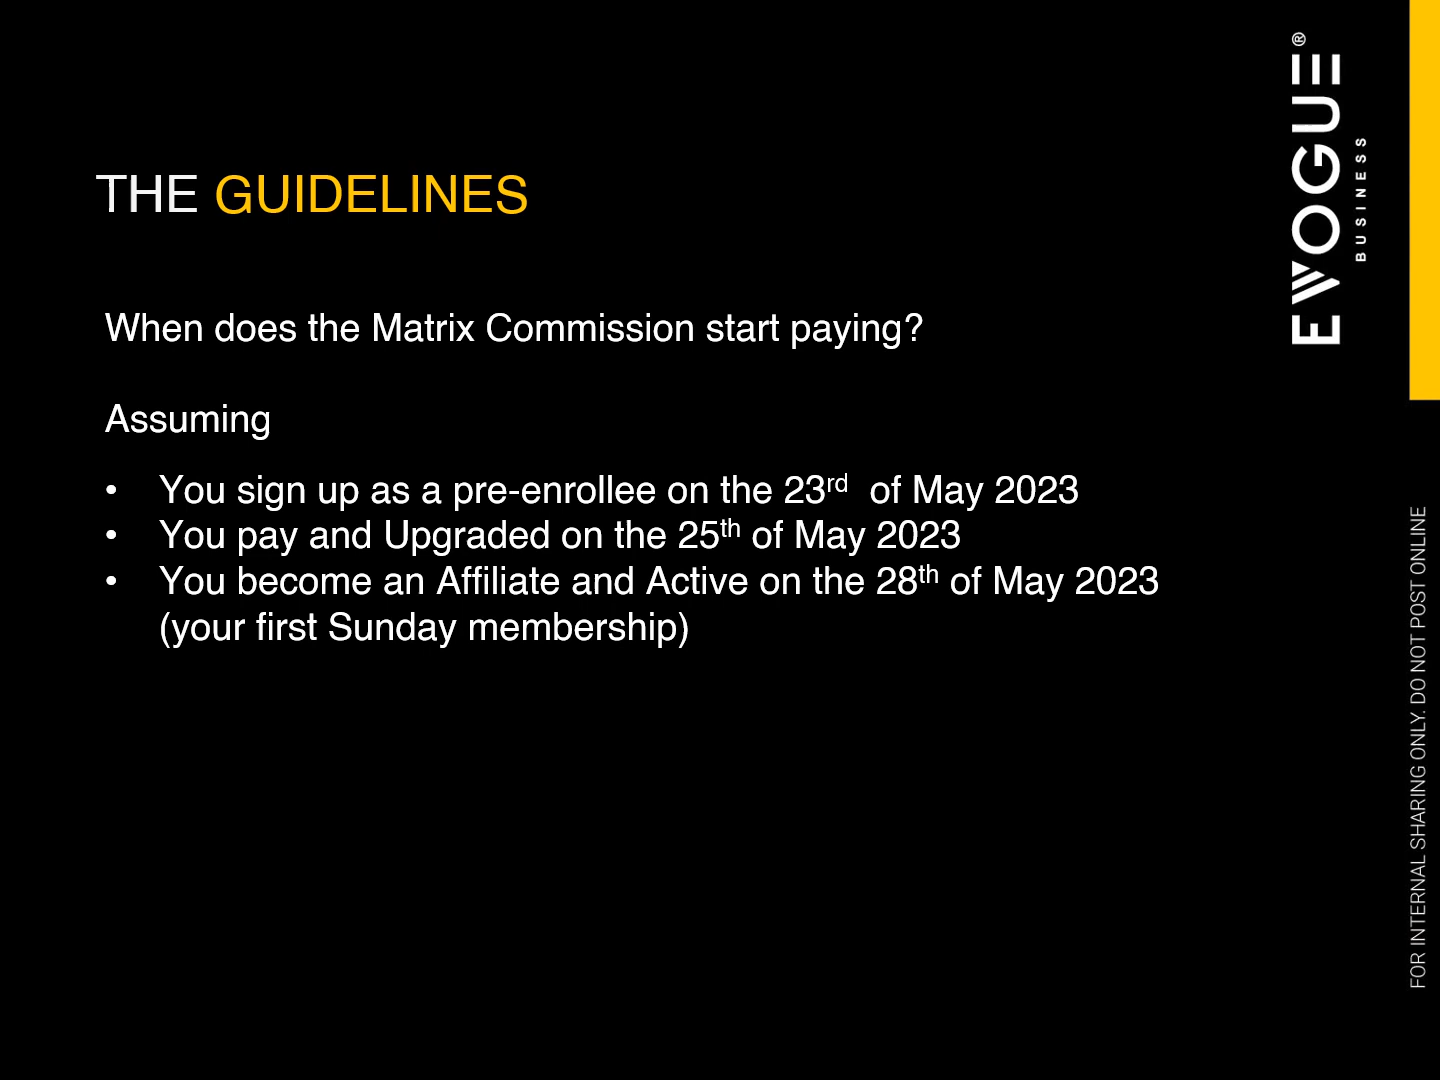 THE GUIDELINES
When does the Matrix Commission start paying?
Assuming
• You sign up as a pre-enrollee on the 23rd of May 2023
• You pay and Upgraded on the 25th of May 2023
• You become an Affiliate and Active on the 28th of May 2023
(your first Sunday membership)
EVOGUE®
BUSINESS
FOR INTERNAL SHARING ONLY. DO NOT POST ONLINE